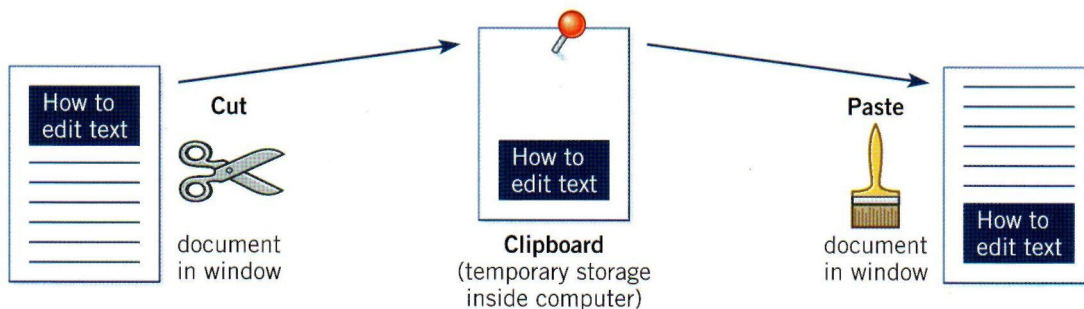 How to
edit text
Cut
document
in window
How to
edit text
Clipboard
(temporary storage
inside computer)
Paste
document
in window
How to
edit text